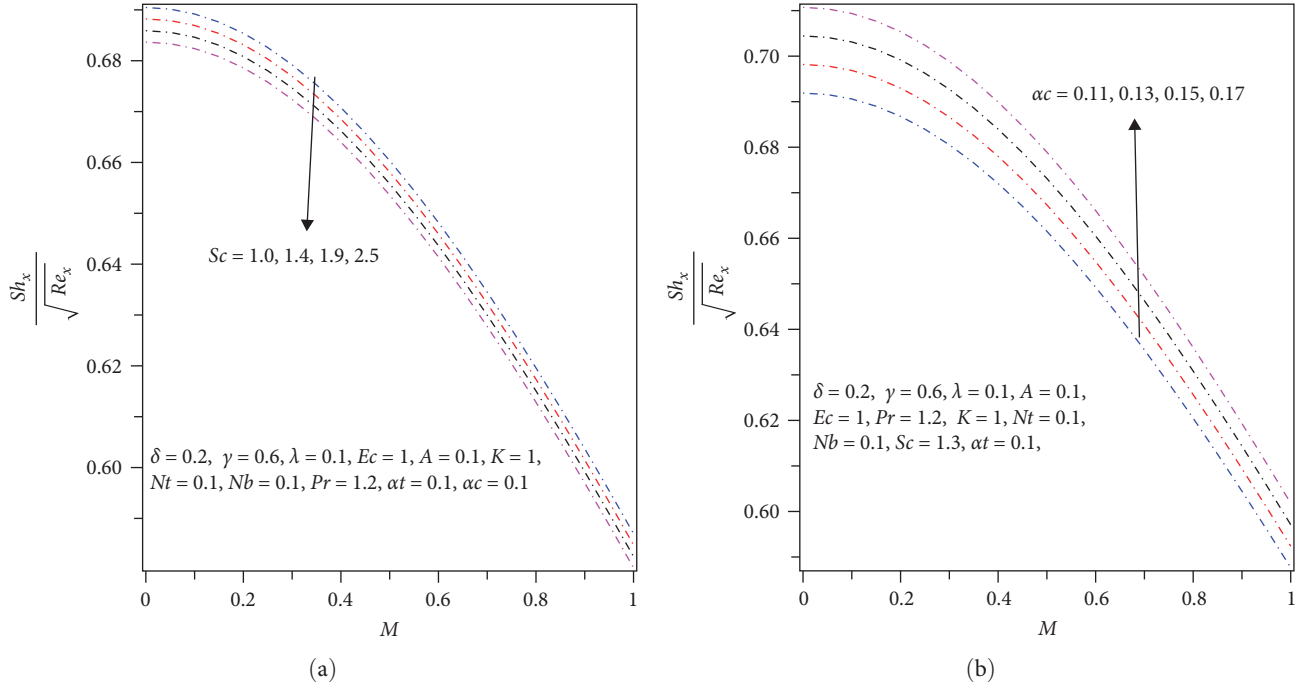 0.68
0.66
0.64
0.62
0.60
Sh_x
√Re_x
Sc = 1.0, 1.4, 1.9, 2.5
δ = 0.2, γ = 0.6, λ = 0.1, Ec = 1, A = 0.1, K = 1,
Nt = 0.1, Nb = 0.1, Pr = 1.2, αt = 0.1, αc = 0.1
0 0.2 0.4 0.6 0.8 1
M
(a)
0.70
0.68
0.66
0.64
0.62
0.60
Sh_x
√Re_x
αc = 0.11, 0.13, 0.15, 0.17
δ = 0.2, γ = 0.6, λ = 0.1, A = 0.1,
Ec = 1, Pr = 1.2, K = 1, Nt = 0.1,
Nb = 0.1, Sc = 1.3, αt = 0.1,
0 0.2 0.4 0.6 0.8 1
M
(b)